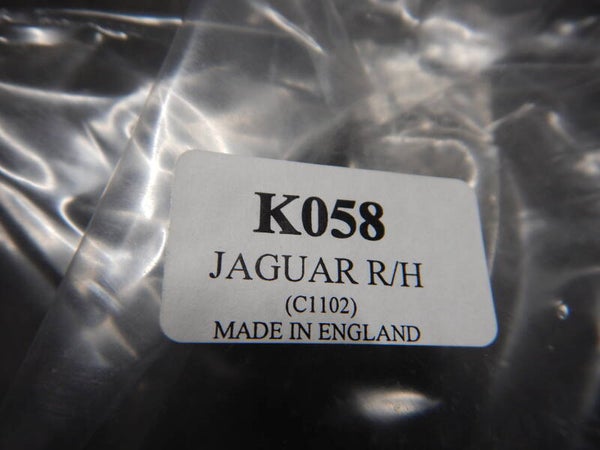 K058
JAGUAR R/H
(C1102)
MADE IN ENGLAND